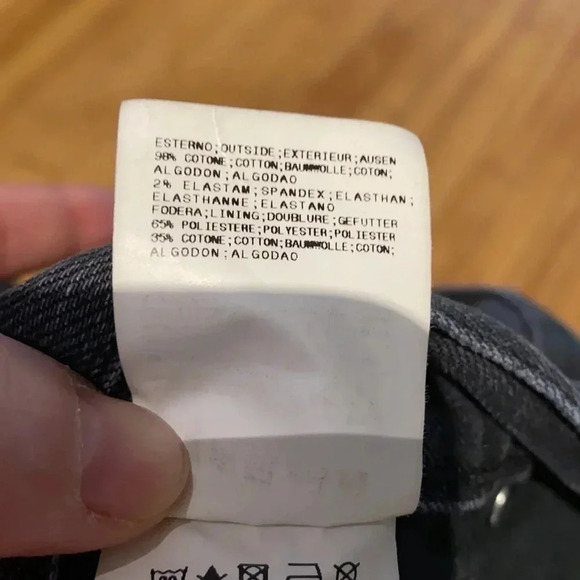 ESTERNO;OUTSIDE;EXTERIEUR;AUSEN
98% COTONE;COTTON;BAUMWOLLE;COTON;
ALGODON;ALGODAO
2% ELASTAM;SPANDEX;ELASTHAN;
ELASTHANNE;ELASTANO
FODERA;LINING;DOUBLURE;GEFUTTER
65% POLIESTERE;POLYESTER;POLIESTER
35% COTONE;COTTON;BAUMWOLLE;COTON;
ALGODON;ALGODAO
30